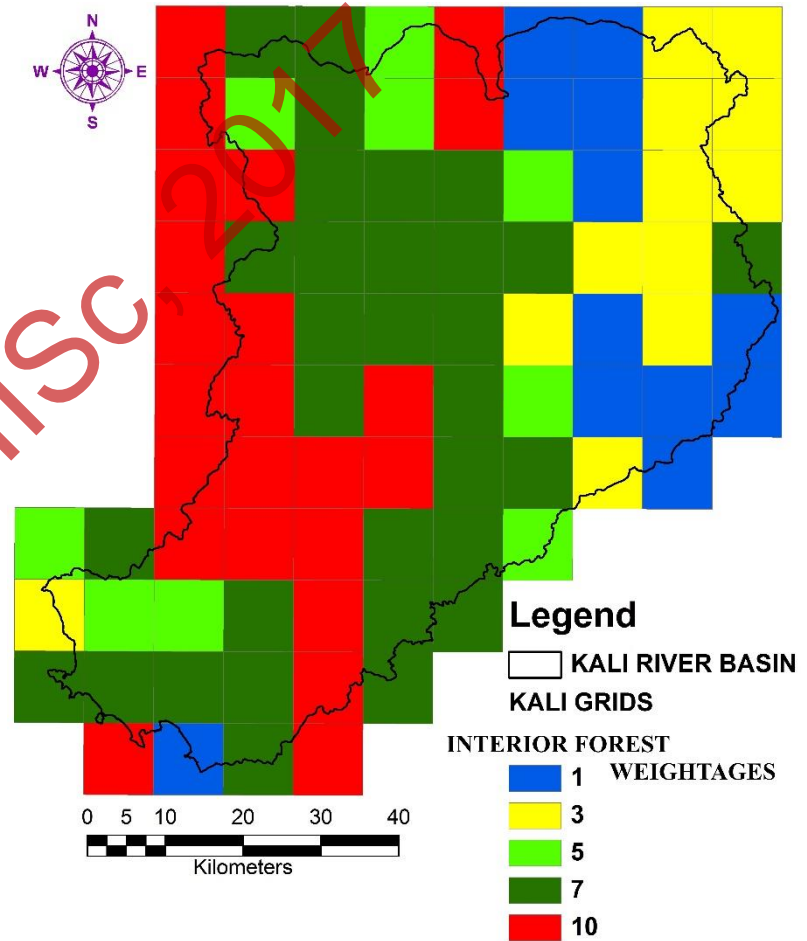 N
W E
S
IISc, 2017
Legend
KALI RIVER BASIN
KALI GRIDS
INTERIOR FOREST
WEIGHTAGES
1
3
5
7
10
0 5 10 20 30 40
Kilometers